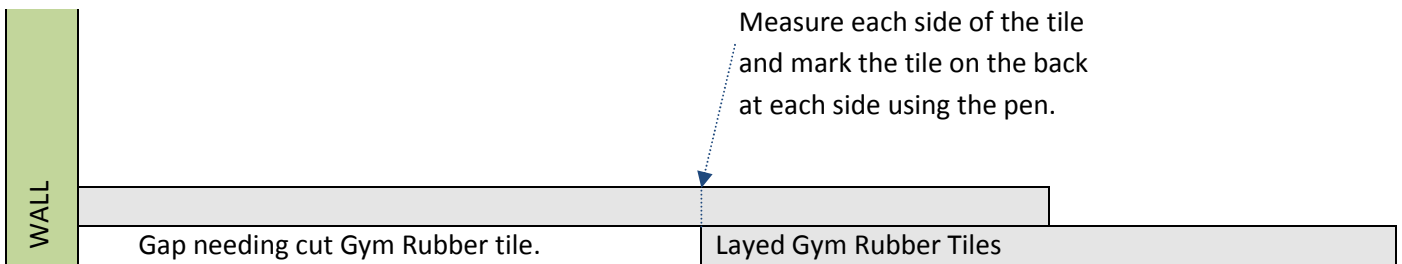 Measure each side of the tile
and mark the tile on the back
at each side using the pen.
WALL
Gap needing cut Gym Rubber tile.
Layed Gym Rubber Tiles